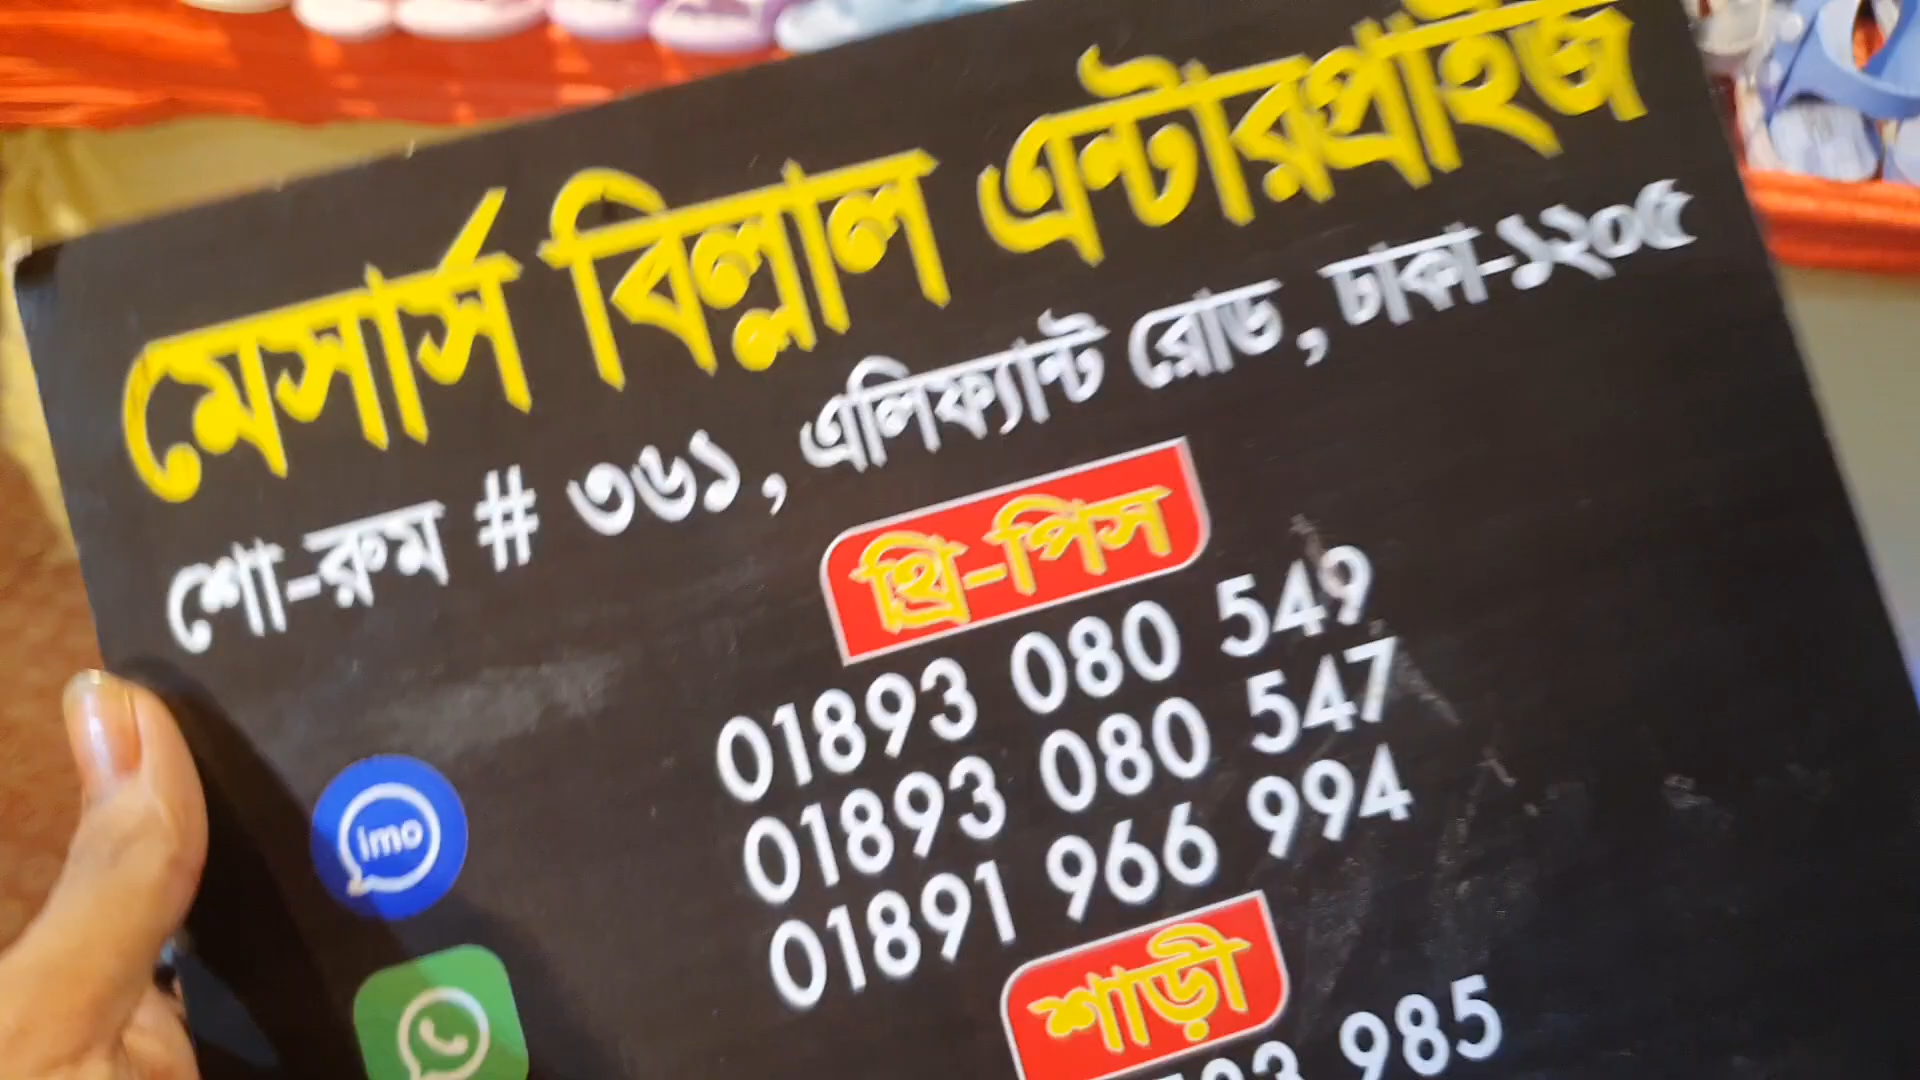 মেসার্স বিল্লাল এন্টারপ্রাইজ
শো-রুম # ৩৬১, এলিফ্যান্ট রোড, ঢাকা-১২০৫
থ্রি-পিস
01893 080 549
01893 080 547
01891 966 994
imo
শাড়ী
985